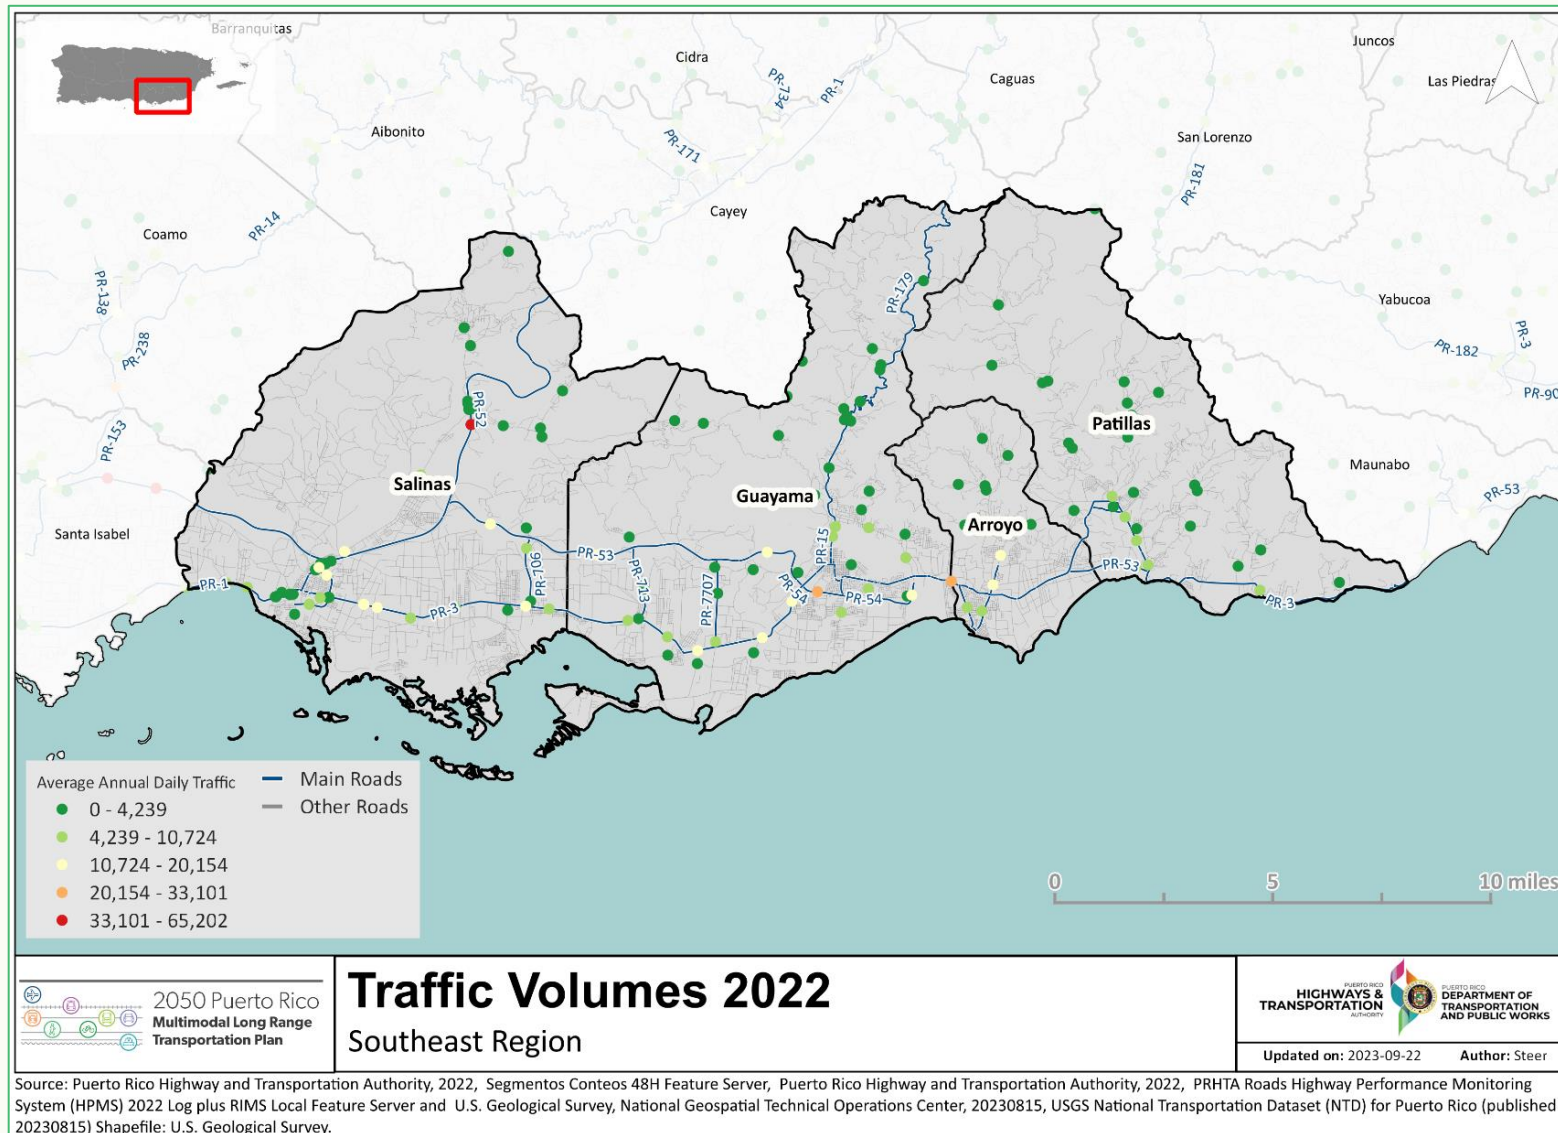 Barranquitas
Cidra
Juncos
PR-734
PR-1
Caguas
Las Piedras
Aibonito
PR-171
San Lorenzo
PR-181
Cayey
PR-14
Coamo
PR-138
PR-238
PR-179
Yabucoa
PR-3
PR-182
PR-90
PR-52
PR-153
Patillas
Salinas
Guayama
Arroyo
Maunabo
PR-53
Santa Isabel
PR-53
PR-15
PR-706
PR-713
PR-7707
PR-54
PR-54
PR-53
PR-1
PR-3
PR-3
Average Annual Daily Traffic
0 - 4,239
4,239 - 10,724
10,724 - 20,154
20,154 - 33,101
33,101 - 65,202
Main Roads
Other Roads
0 5 10 miles
2050 Puerto Rico
Multimodal Long Range
Transportation Plan
Traffic Volumes 2022
Southeast Region
PUERTO RICO
HIGHWAYS &
TRANSPORTATION
AUTHORITY
PUERTO RICO
DEPARTMENT OF
TRANSPORTATION
AND PUBLIC WORKS
Updated on: 2023-09-22 Author: Steer
Source: Puerto Rico Highway and Transportation Authority, 2022, Segmentos Conteos 48H Feature Server, Puerto Rico Highway and Transportation Authority, 2022, PRHTA Roads Highway Performance Monitoring
System (HPMS) 2022 Log plus RIMS Local Feature Server and U.S. Geological Survey, National Geospatial Technical Operations Center, 20230815, USGS National Transportation Dataset (NTD) for Puerto Rico (published
20230815) Shapefile: U.S. Geological Survey.